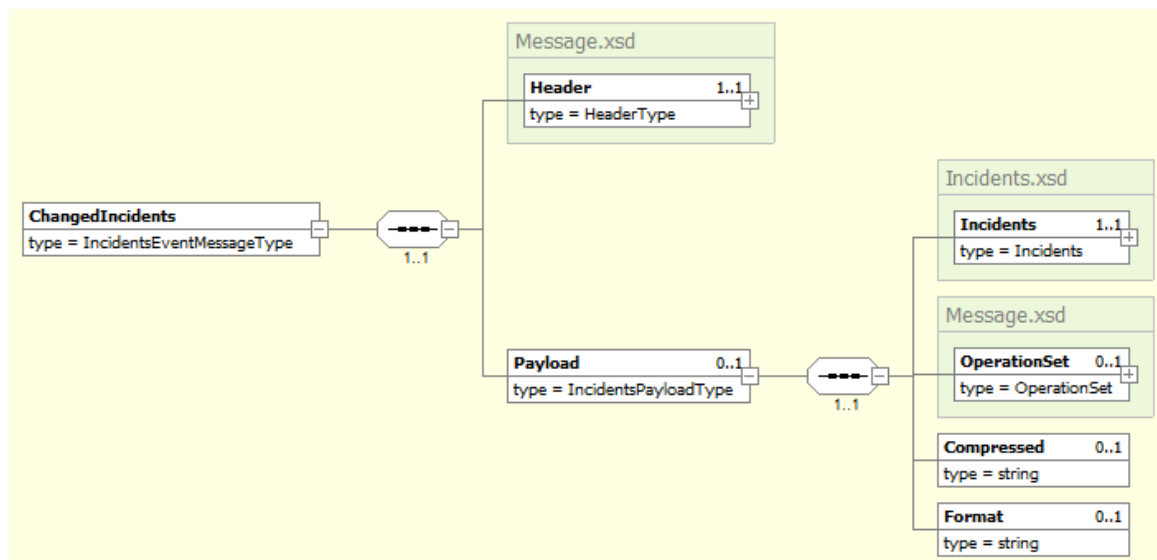 Message.xsd
Header 1..1
type = HeaderType
ChangedIncidents
type = IncidentsEventMessageType
1..1
Payload 0..1
type = IncidentsPayloadType
1..1
Incidents.xsd
Incidents 1..1
type = Incidents
Message.xsd
OperationSet 0..1
type = OperationSet
Compressed 0..1
type = string
Format 0..1
type = string